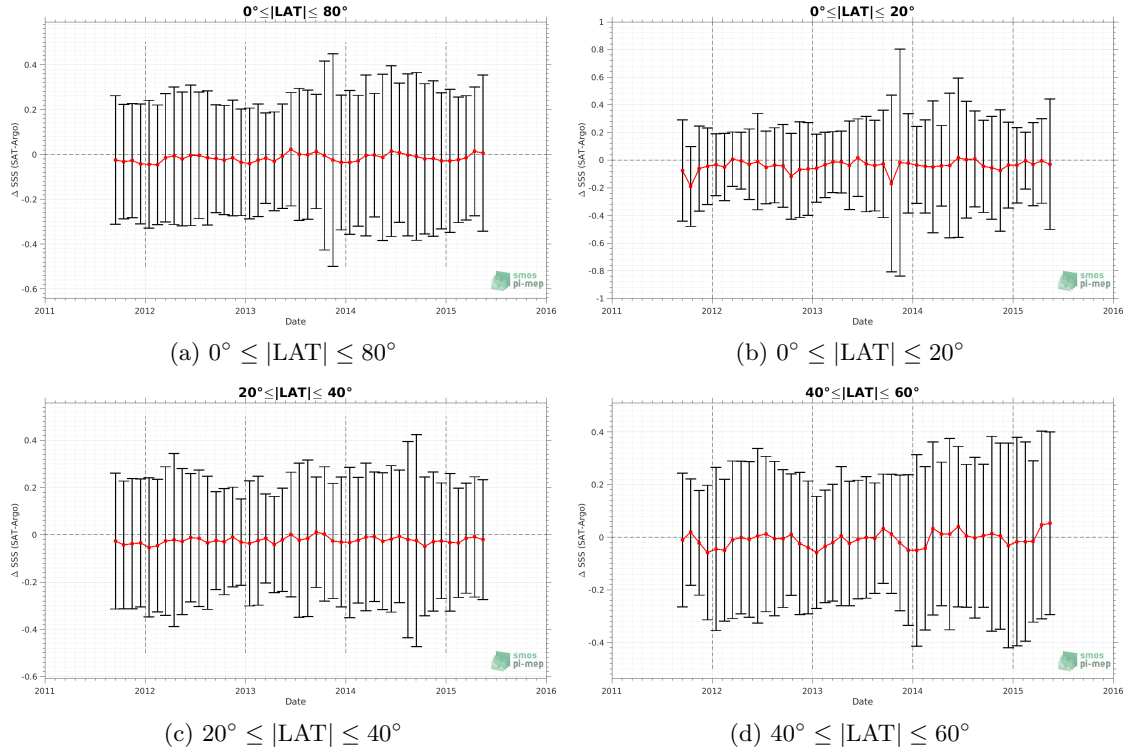 0°≤|LAT|≤ 80°
Δ SSS (SAT-Argo)
0.4
0.2
0
-0.2
-0.4
-0.6
2011 2012 2013 2014 2015 2016
Date
smos
pi-mep
(a) 0° ≤ |LAT| ≤ 80°
0°≤|LAT|≤ 20°
Δ SSS (SAT-Argo)
1
0.8
0.6
0.4
0.2
0
-0.2
-0.4
-0.6
-0.8
-1
2011 2012 2013 2014 2015 2016
Date
smos
pi-mep
(b) 0° ≤ |LAT| ≤ 20°
20°≤|LAT|≤ 40°
Δ SSS (SAT-Argo)
0.4
0.2
0
-0.2
-0.4
-0.6
2011 2012 2013 2014 2015 2016
Date
smos
pi-mep
(c) 20° ≤ |LAT| ≤ 40°
40°≤|LAT|≤ 60°
Δ SSS (SAT-Argo)
0.4
0.2
0
-0.2
-0.4
2011 2012 2013 2014 2015 2016
Date
smos
pi-mep
(d) 40° ≤ |LAT| ≤ 60°